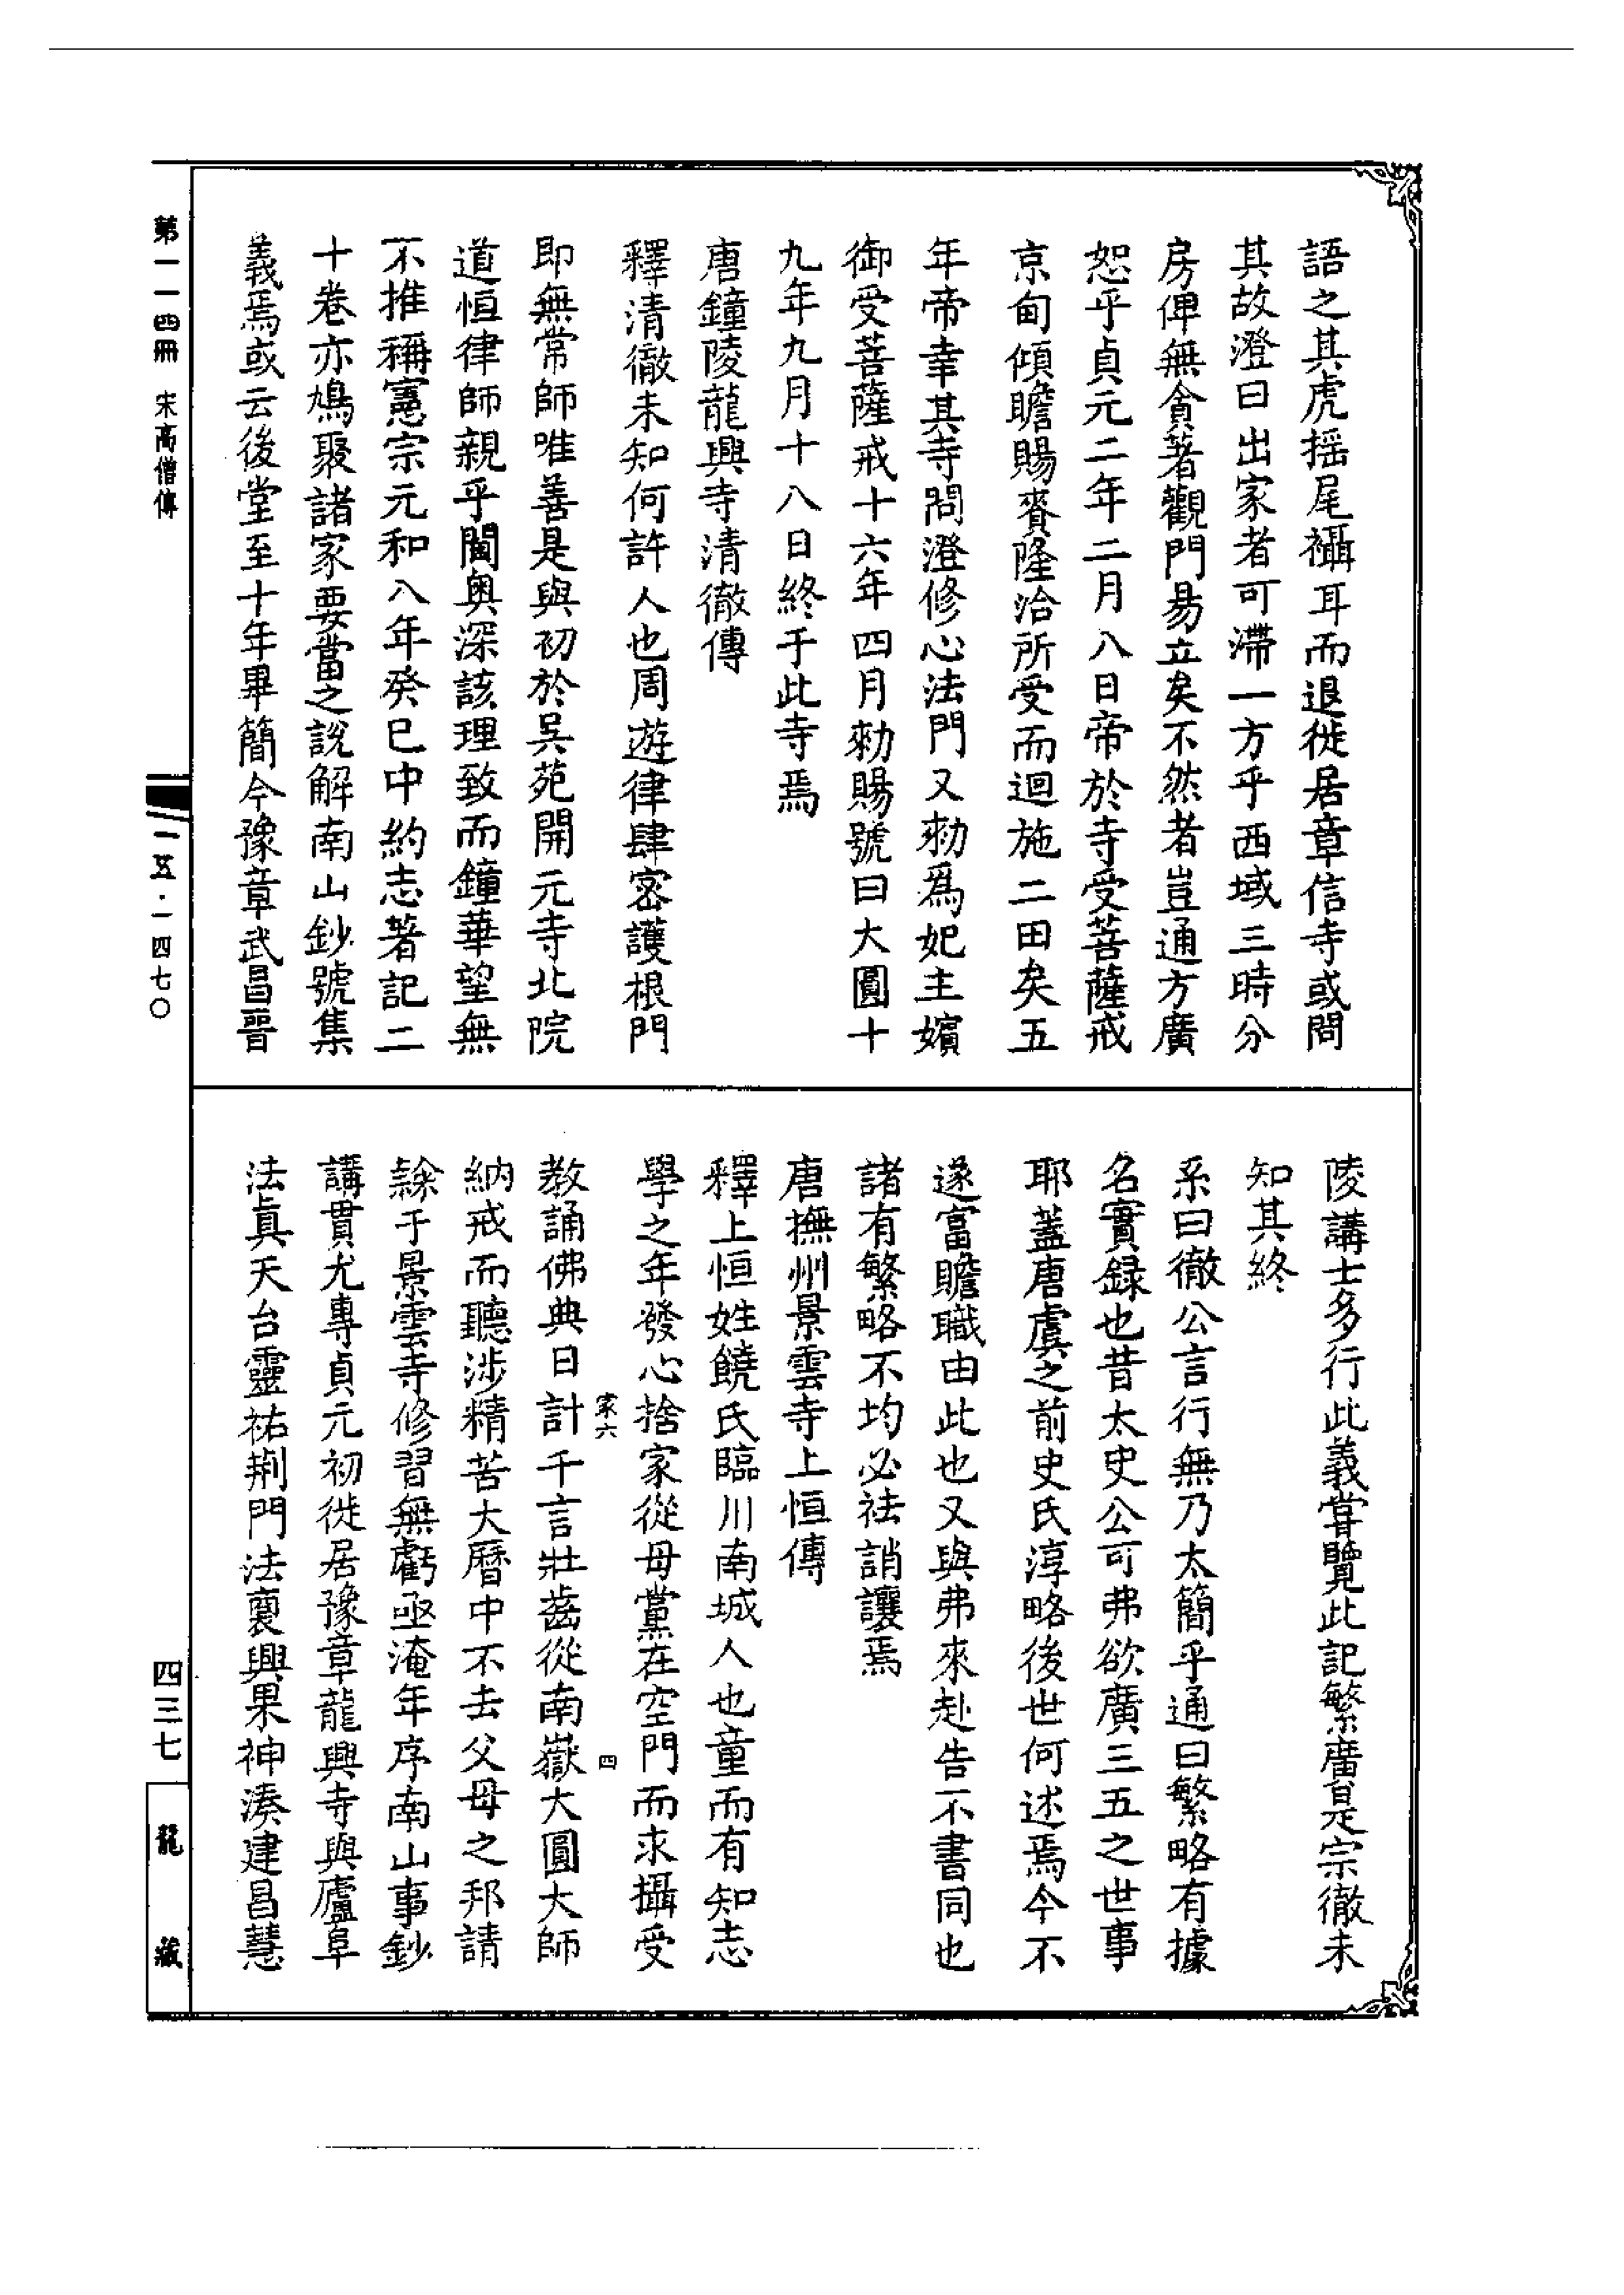 語之其虎搖尾襵耳而退徙居章信寺或問
其故澄曰出家者可滯一方乎西域三時分
房俾無貪著觀門易立矣不然者豈通方廣
恕乎貞元二年二月八日帝於寺受菩薩戒
京甸傾瞻賜賚隆洽所受而迴施二田矣五
年帝幸其寺問澄修心法門又勑爲妃主嬪
御受菩薩戒十六年四月勑賜號曰大圓十
九年九月十八日終于此寺焉
唐鐘陵龍興寺清徹傳
釋清徹未知何許人也周遊律肆密護根門
即無常師唯善是與初於吳苑開元寺北院
道恒律師親乎閫奥深該理致而鐘華望無
不推稱憲宗元和八年癸巳中約志著記二
十卷亦鳩聚諸家要當之說解南山鈔號集
義焉或云後堂至十年畢簡今豫章武昌晉
陵講士多行此義甞覽此記繁廣是宗徹未
知其終
系曰徹公言行無乃太簡乎通曰繁略有據
名實録也昔太史公可弗欲廣三五之世事
耶蓋唐虞之前史氏淳略後世何述焉今不
遂富贍職由此也又與弗來赴告不書同也
諸有繁略不均必祛誚讓焉
唐撫州景雲寺上恒傳
釋上恒姓饒氏臨川南城人也童而有知志
學之年發心捨家從母黨在空門而求攝受
家六
四
教誦佛典日計千言壯齒從南嶽大圓大師
納戒而聽涉精苦大曆中不去父母之邦請
隸于景雲寺修習無虧亟淹年序南山事鈔
講貫尤專貞元初徙居豫章龍興寺與廬阜
法眞天台靈祐荆門法裔興果神湊建昌慧
第一一四冊 宋高僧傳
一五·一四七〇
四三七
龍藏